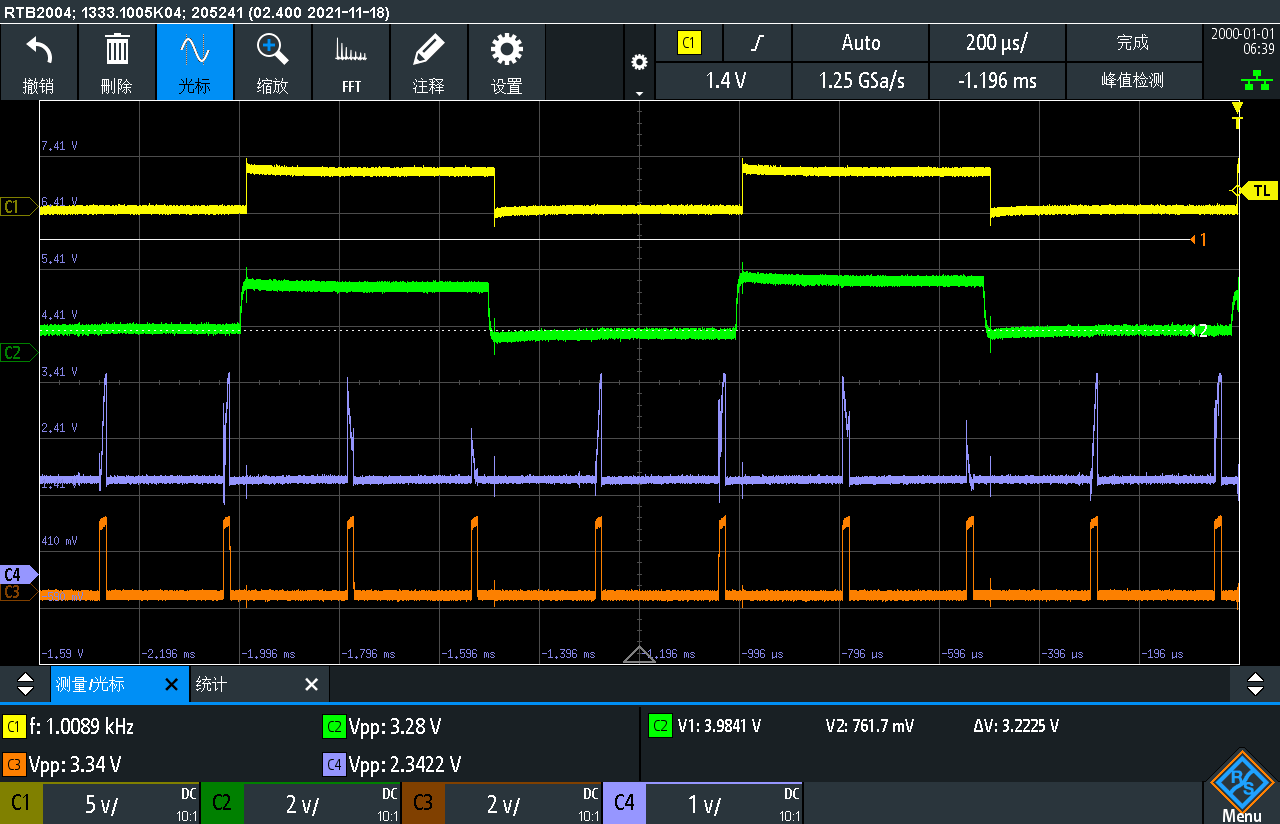 RTB2004; 1333.1005K04; 205241 (02.400 2021-11-18)
撤销 删除 光标 缩放 FFT 注释 设置
C1 Auto 200 µs/ 完成
1.4 V 1.25 GSa/s -1.196 ms 峰值检测
2000-01-01
06:39
T
7,41 V
TL
C1 6,41 V
1
5,41 V
4,41 V
2
C2
3,41 V
2,41 V
1,41 V
410 mV
C4
C3
-1,59 V -2,196 ms -1,996 ms -1,796 ms -1,596 ms -1,396 ms -1,196 ms -996 µs -796 µs -596 µs -396 µs -196 µs
测量/光标 统计
C1 f: 1.0089 kHz C2 Vpp: 3.28 V C2 V1: 3.9841 V V2: 761.7 mV ΔV: 3.2225 V
C3 Vpp: 3.34 V C4 Vpp: 2.3422 V
C1 5 V/ DC 10:1 C2 2 V/ DC 10:1 C3 2 V/ DC 10:1 C4 1 V/ DC 10:1
R&S
Menu